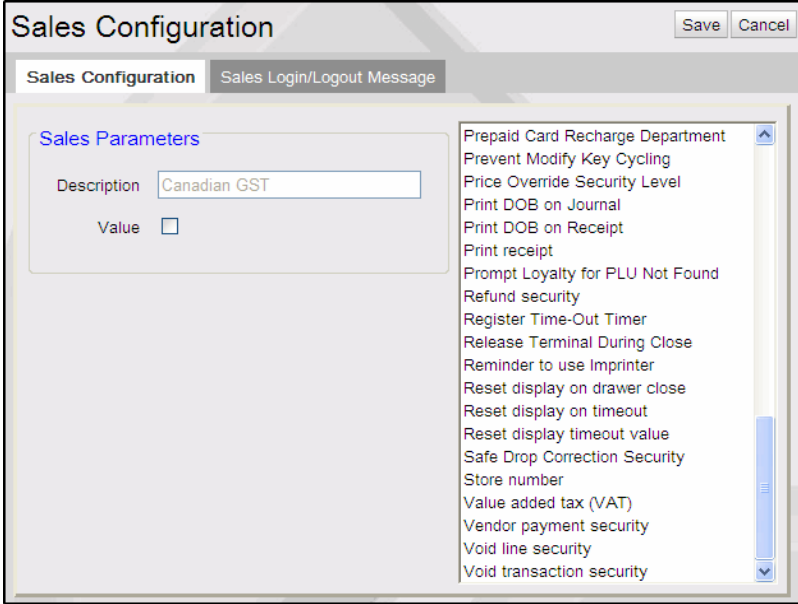 Sales Configuration
Save
Cancel
Sales Configuration
Sales Login/Logout Message
Sales Parameters
Description
Canadian GST
Value
Prepaid Card Recharge Department
Prevent Modify Key Cycling
Price Override Security Level
Print DOB on Journal
Print DOB on Receipt
Print receipt
Prompt Loyalty for PLU Not Found
Refund security
Register Time-Out Timer
Release Terminal During Close
Reminder to use Imprinter
Reset display on drawer close
Reset display on timeout
Reset display timeout value
Safe Drop Correction Security
Store number
Value added tax (VAT)
Vendor payment security
Void line security
Void transaction security